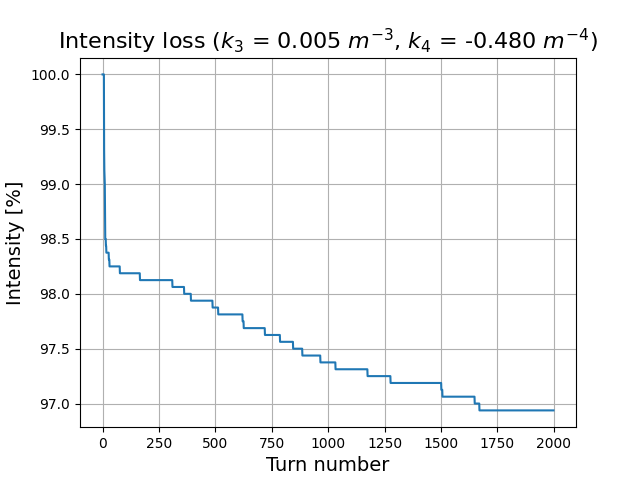 Intensity loss (k₃ = 0.005 m⁻³, k₄ = -0.480 m⁻⁴)
Intensity [%]
100.0
99.5
99.0
98.5
98.0
97.5
97.0
0 250 500 750 1000 1250 1500 1750 2000
Turn number